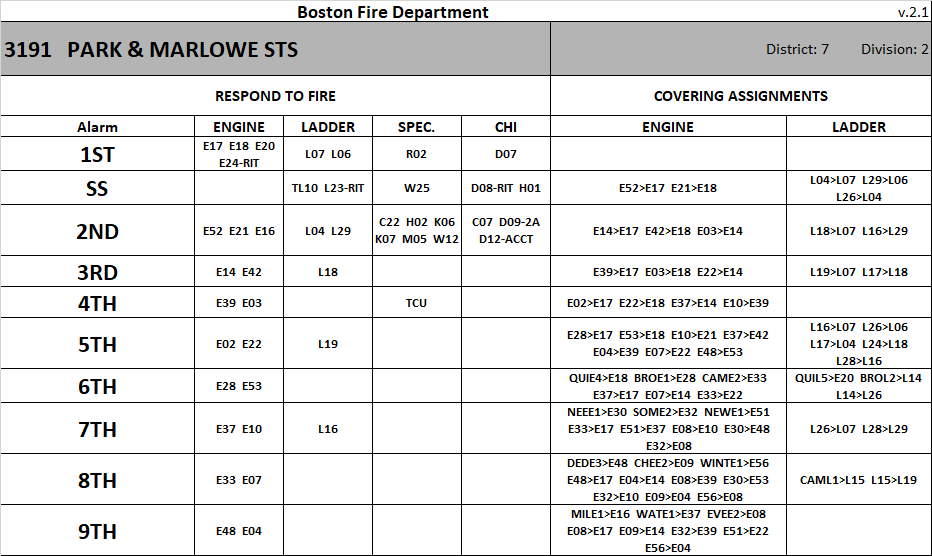 Boston Fire Department v.2.1
3191 PARK & MARLOWE STS District: 7 Division: 2
RESPOND TO FIRE COVERING ASSIGNMENTS
Alarm ENGINE LADDER SPEC. CHI ENGINE LADDER
1ST E17 E18 E20 L07 L06 R02 D07
E24-RIT
SS TL10 L23-RIT W25 D08-RIT H01 E52>E17 E21>E18 L04>L07 L29>L06
L26>L04
2ND E52 E21 E16 L04 L29 C22 H02 K06 C07 D09-2A E14>E17 E42>E18 E03>E14 L18>L07 L16>L29
K07 M05 W12 D12-ACCT
3RD E14 E42 L18 E39>E17 E03>E18 E22>E14 L19>L07 L17>L18
4TH E39 E03 TCU E02>E17 E22>E18 E37>E14 E10>E39
5TH E02 E22 L19 E28>E17 E53>E18 E10>E21 E37>E42 L16>L07 L26>L06
E04>E39 E07>E22 E48>E53 L17>L04 L24>L18
L28>L16
6TH E28 E53 QUIE4>E18 BROE1>E28 CAME2>E33 QUIL5>E20 BROL2>L14
E37>E17 E07>E14 E33>E22 L14>L26
7TH E37 E10 L16 NEEE1>E30 SOME2>E32 NEWE1>E51 L26>L07 L28>L29
E33>E17 E51>E37 E08>E10 E30>E48
E32>E08
8TH E33 E07 DEDE3>E48 CHEE2>E09 WINTE1>E56 CAML1>L15 L15>L19
E48>E17 E04>E14 E08>E39 E30>E53
E32>E10 E09>E04 E56>E08
9TH E48 E04 MILE1>E16 WATE1>E37 EVEE2>E08
E08>E17 E09>E14 E32>E39 E51>E22
E56>E04